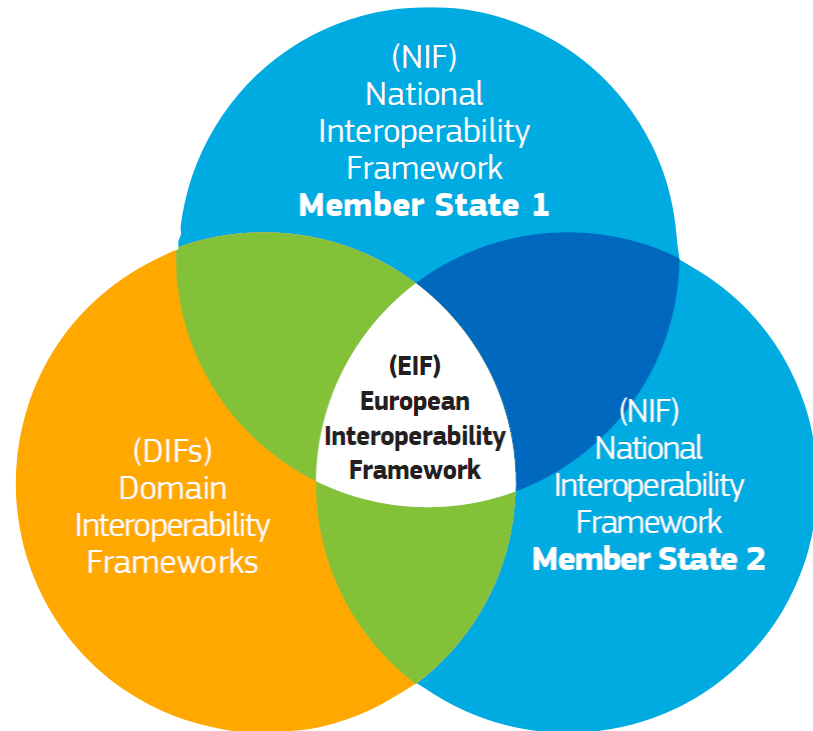 (NIF)
National
Interoperability
Framework
Member State 1
(EIF)
European
Interoperability
Framework
(DIFs)
Domain
Interoperability
Frameworks
(NIF)
National
Interoperability
Framework
Member State 2